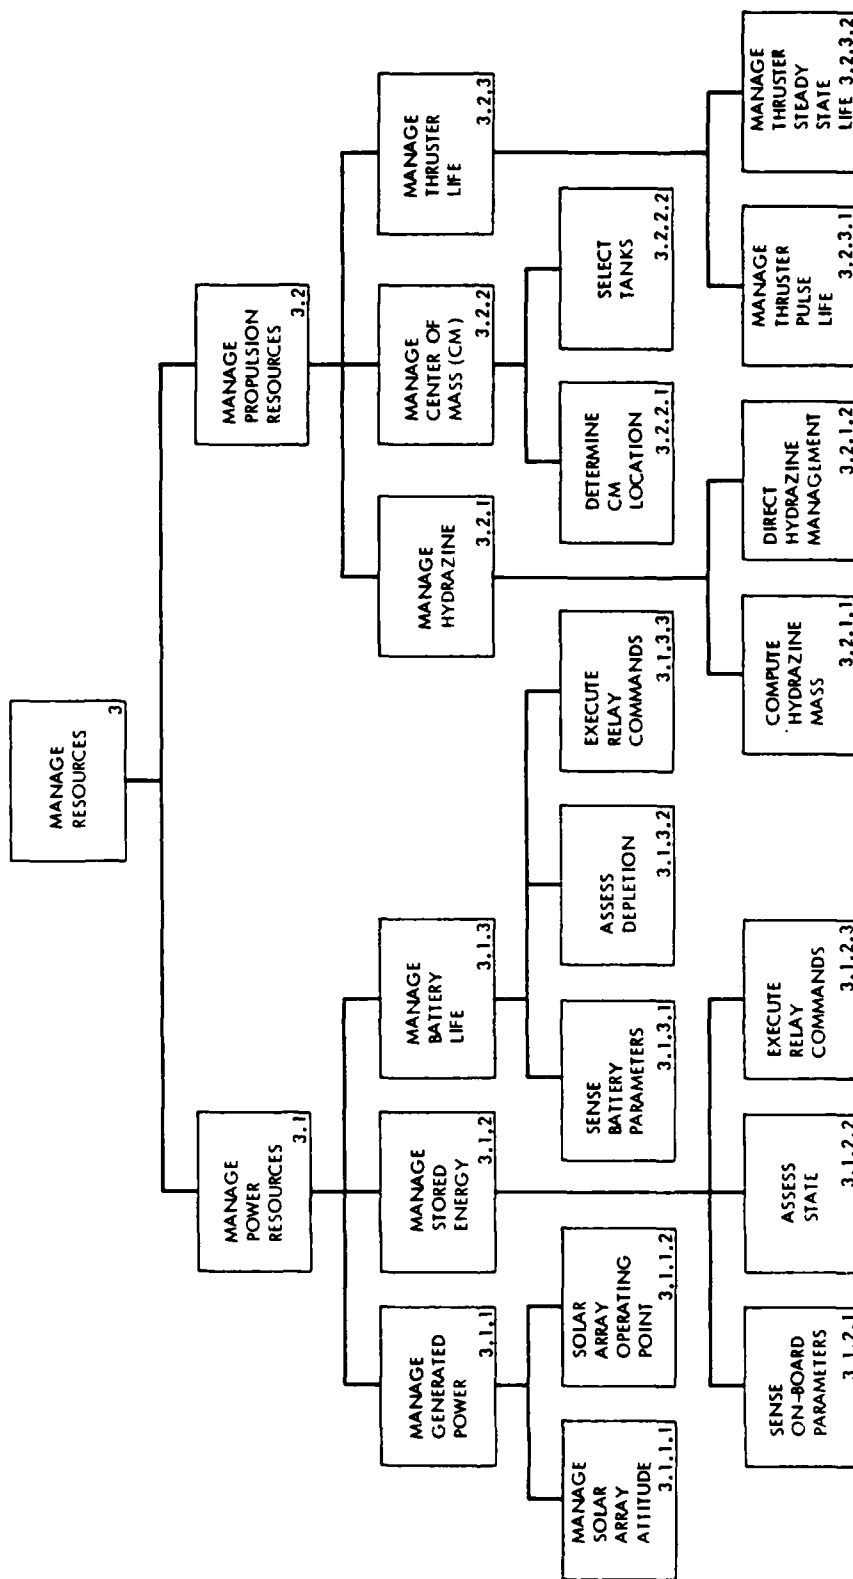 MANAGE
RESOURCES
3
MANAGE
POWER
RESOURCES
3.1
MANAGE
PROPULSION
RESOURCES
3.2
MANAGE
GENERATED
POWER
3.1.1
MANAGE
STORED
ENERGY
3.1.2
MANAGE
BATTERY
LIFE
3.1.3
MANAGE
HYDRAZINE
3.2.1
MANAGE
CENTER OF
MASS (CM)
3.2.2
MANAGE
THRUSTER
LIFE
3.2.3
MANAGE
SOLAR
ARRAY
ATTITUDE
3.1.1.1
SOLAR
ARRAY
OPERATING
POINT
3.1.1.2
SENSE
BATTERY
PARAMETERS
3.1.3.1
ASSESS
DEPLETION
3.1.3.2
EXECUTE
RELAY
COMMANDS
3.1.3.3
DETERMINE
CM
LOCATION
3.2.2.1
SELECT
TANKS
3.2.2.2
SENSE
ON-BOARD
PARAMETERS
3.1.2.1
ASSESS
STATE
3.1.2.2
EXECUTE
RELAY
COMMANDS
3.1.2.3
COMPUTE
HYDRAZINE
MASS
3.2.1.1
DIRECT
HYDRAZINE
MANAGEMENT
3.2.1.2
MANAGE
THRUSTER
PULSE
LIFE
3.2.3.1
MANAGE
THRUSTER
STEADY
STATE
LIFE 3.2.3.2